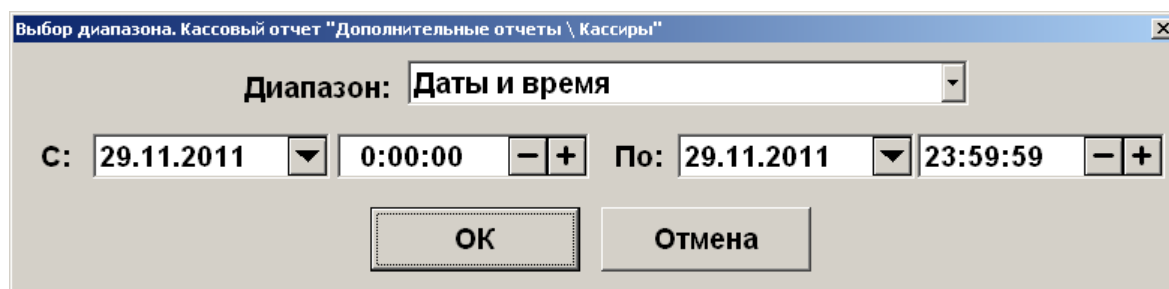 Выбор диапазона. Кассовый отчет "Дополнительные отчеты \ Кассиры"
Диапазон: Даты и время
С: 29.11.2011 0:00:00 По: 29.11.2011 23:59:59
ОК Отмена